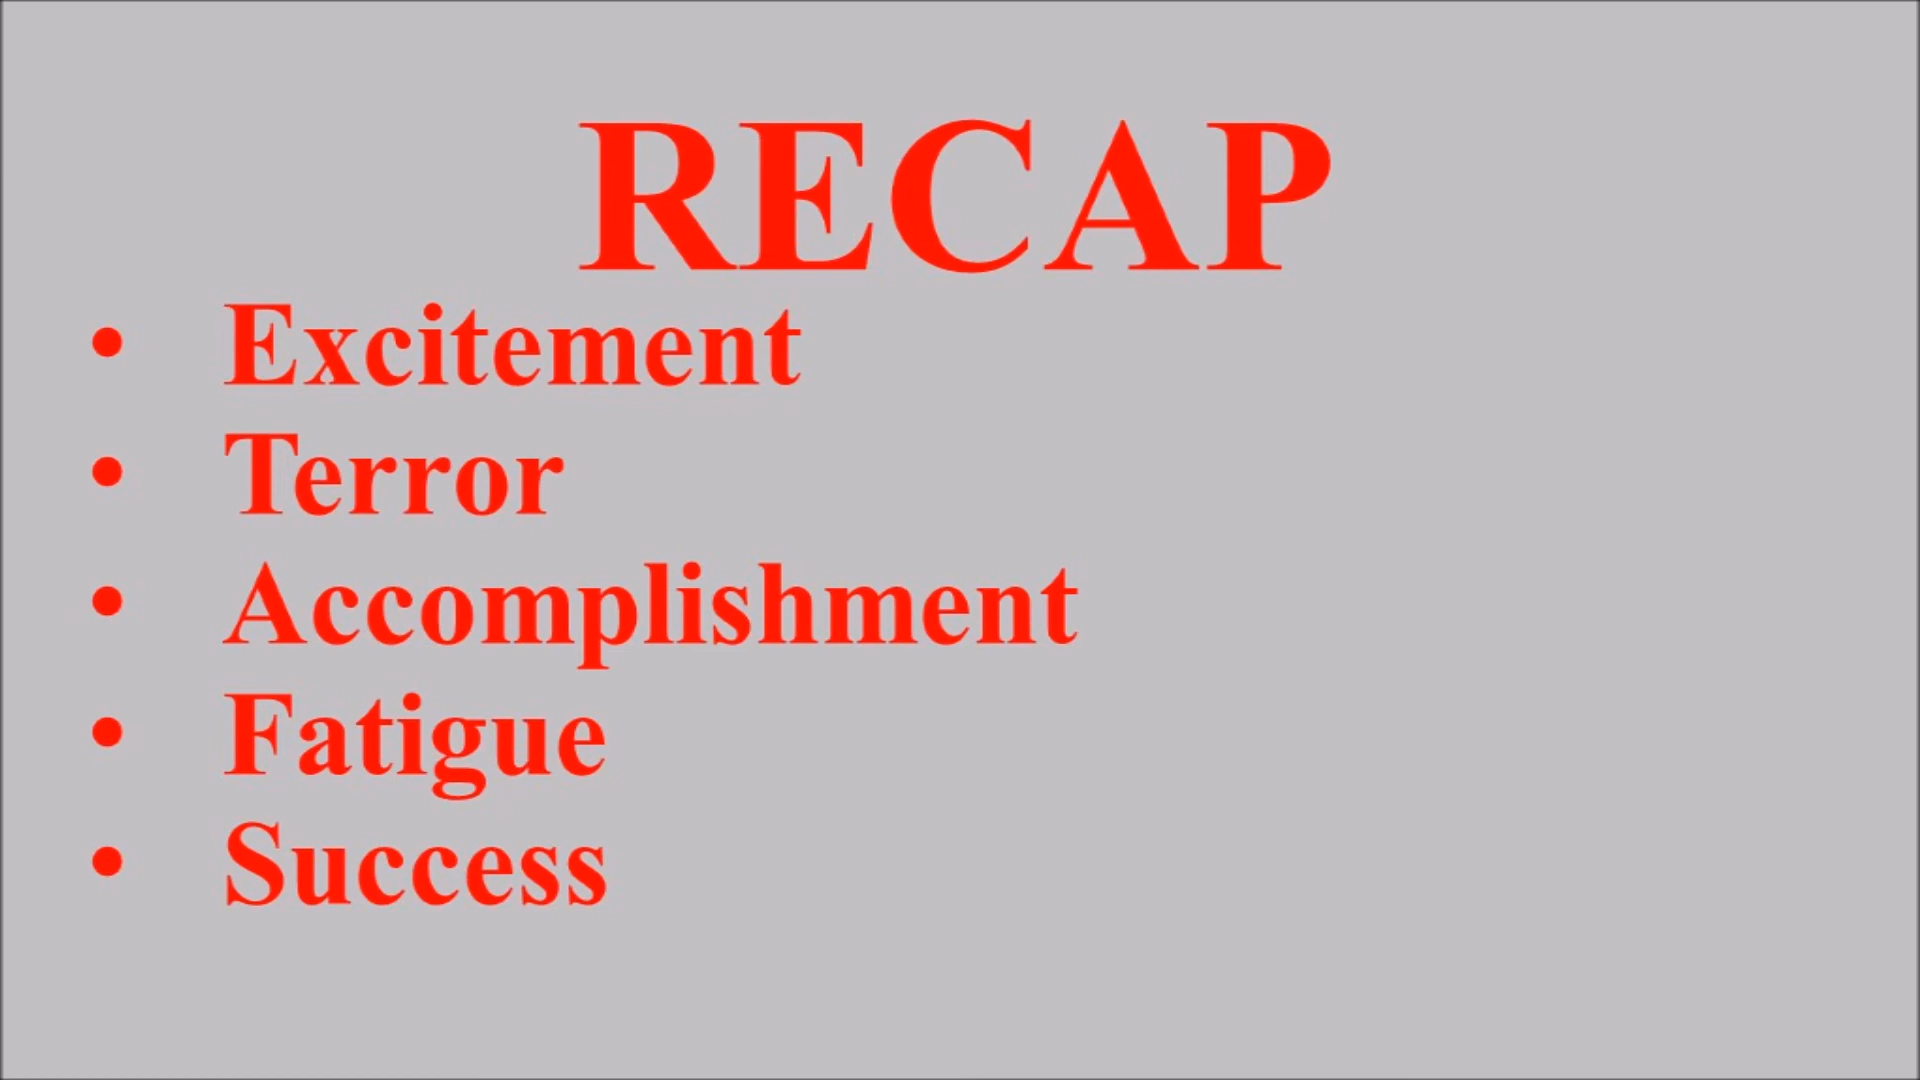 RECAP
• Excitement
• Terror
• Accomplishment
• Fatigue
• Success